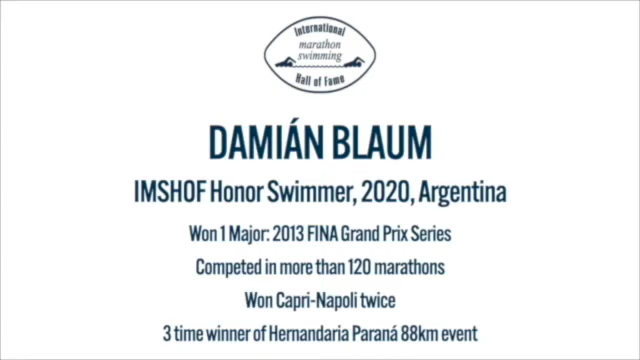 International
marathon
swimming
Hall of Fame
DAMIÁN BLAUM
IMSHOF Honor Swimmer, 2020, Argentina
Won 1 Major: 2013 FINA Grand Prix Series
Competed in more than 120 marathons
Won Capri-Napoli twice
3 time winner of Hernandaria Paraná 88km event